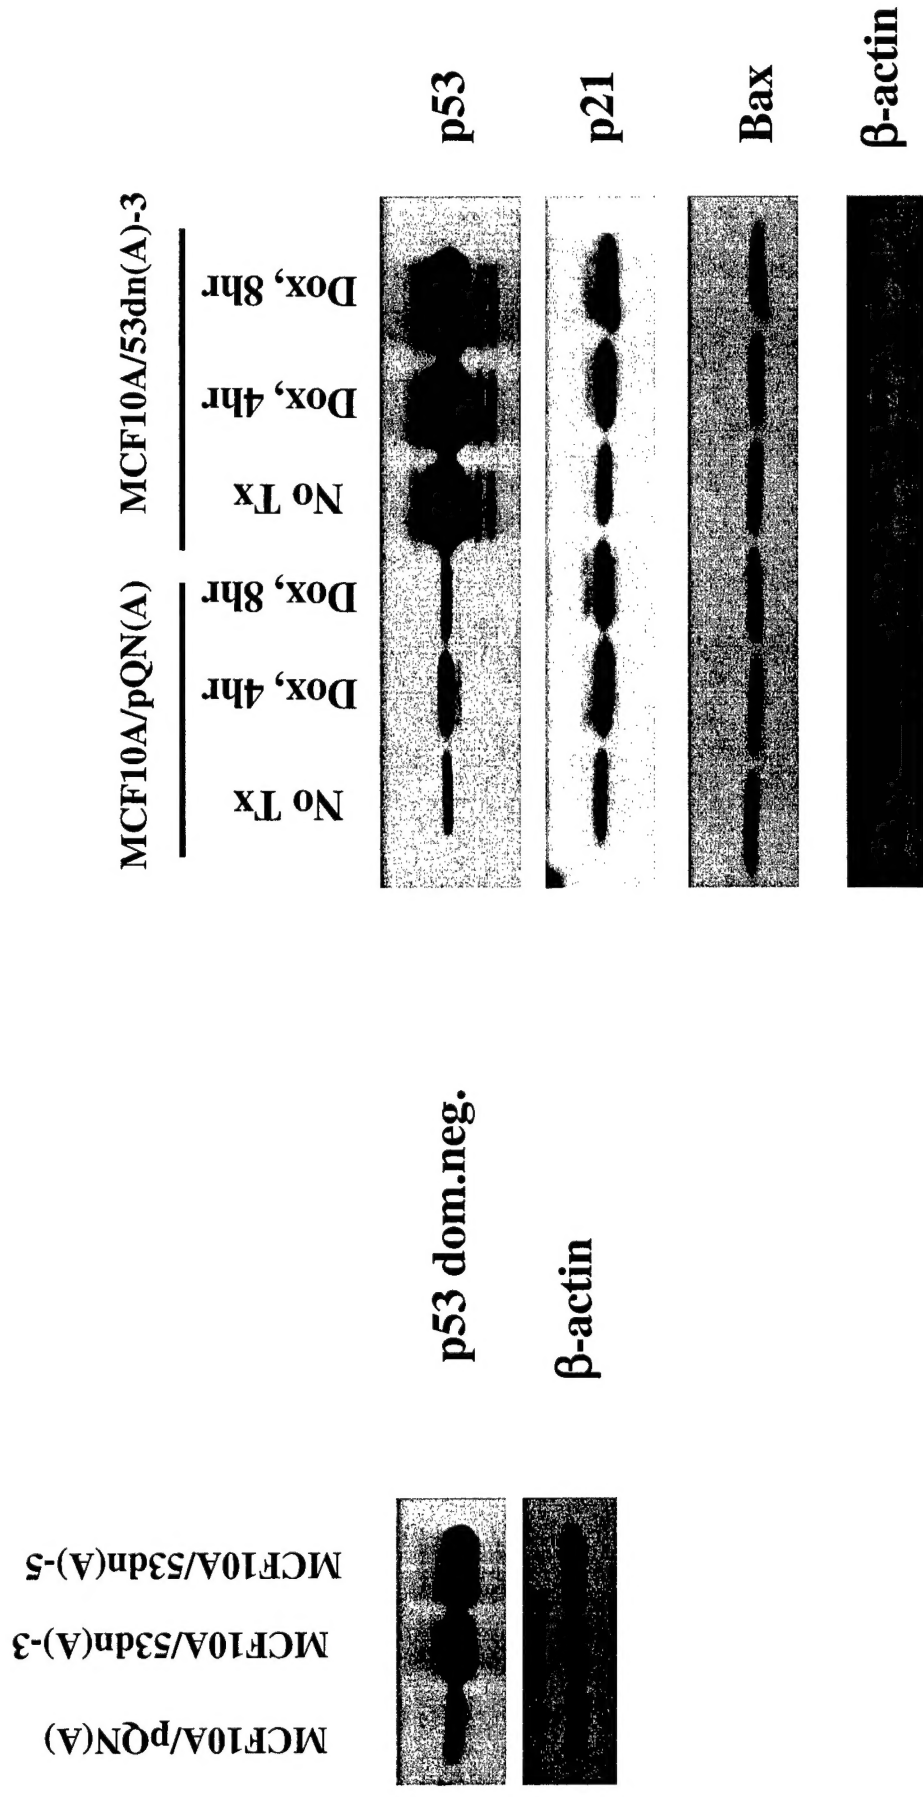 MCF10A/pQN(A)
MCF10A/53dn(A)-3
MCF10A/53dn(A)-5
p53 dom.neg.
β-actin
MCF10A/pQN(A)
MCF10A/53dn(A)-3
No Tx
Dox, 4hr
Dox, 8hr
No Tx
Dox, 4hr
Dox, 8hr
p53
p21
Bax
β-actin